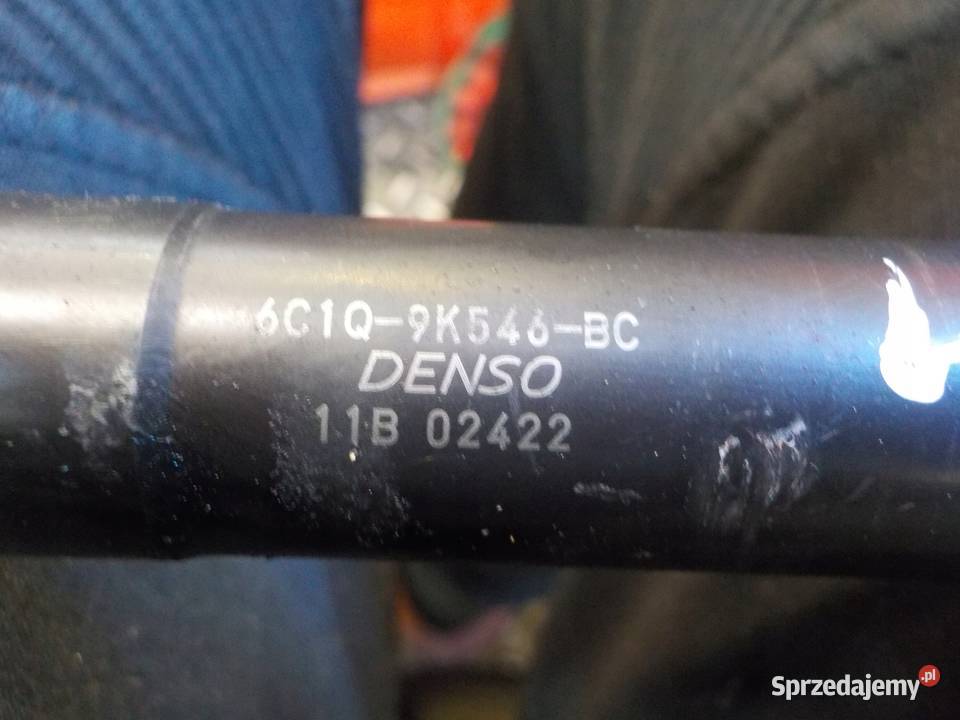 6C1Q-9K546-BC
DENSO
11B 02422
Sprzedajemy.pl